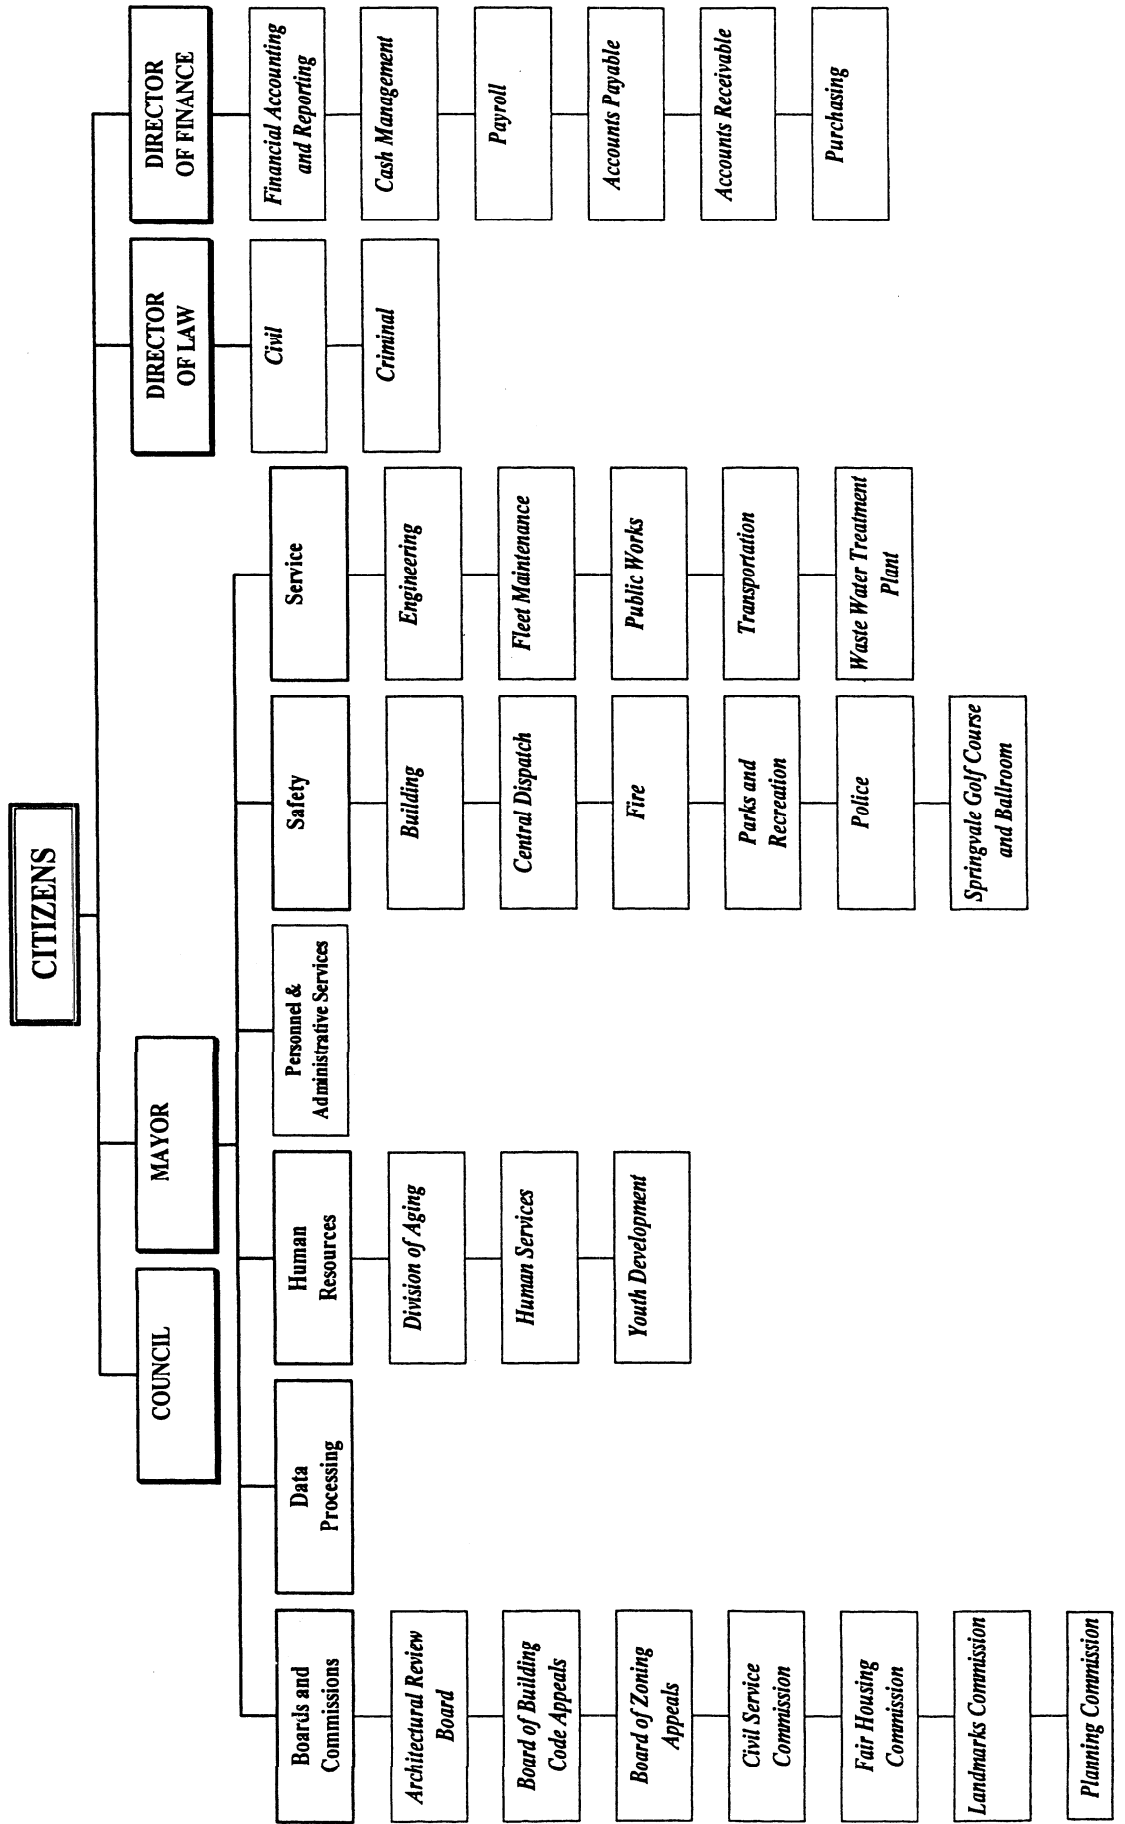 CITIZENS
COUNCIL
MAYOR
DIRECTOR
OF LAW
DIRECTOR
OF FINANCE
Boards and
Commissions
Architectural Review
Board
Board of Building
Code Appeals
Board of Zoning
Appeals
Civil Service
Commission
Fair Housing
Commission
Landmarks Commission
Planning Commission
Data
Processing
Human
Resources
Division of Aging
Human Services
Youth Development
Personnel &
Administrative Services
Safety
Building
Central Dispatch
Fire
Parks and
Recreation
Police
Springvale Golf Course
and Ballroom
Service
Engineering
Fleet Maintenance
Public Works
Transportation
Waste Water Treatment
Plant
Civil
Criminal
Financial Accounting
and Reporting
Cash Management
Payroll
Accounts Payable
Accounts Receivable
Purchasing